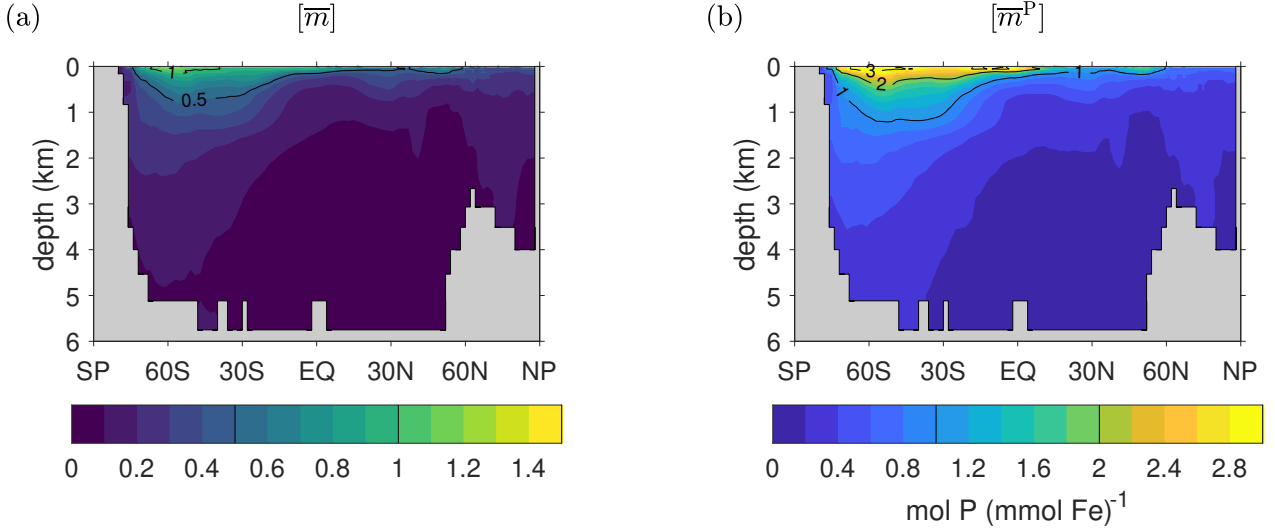 (a) [m̅]
0
1
2
3
4
5
6
depth (km)
1
0.5
SP 60S 30S EQ 30N 60N NP
0 0.2 0.4 0.6 0.8 1 1.2 1.4
(b) [m̅ᴾ]
0
1
2
3
4
5
6
depth (km)
3
2
1
1
SP 60S 30S EQ 30N 60N NP
0 0.4 0.8 1.2 1.6 2 2.4 2.8
mol P (mmol Fe)⁻¹